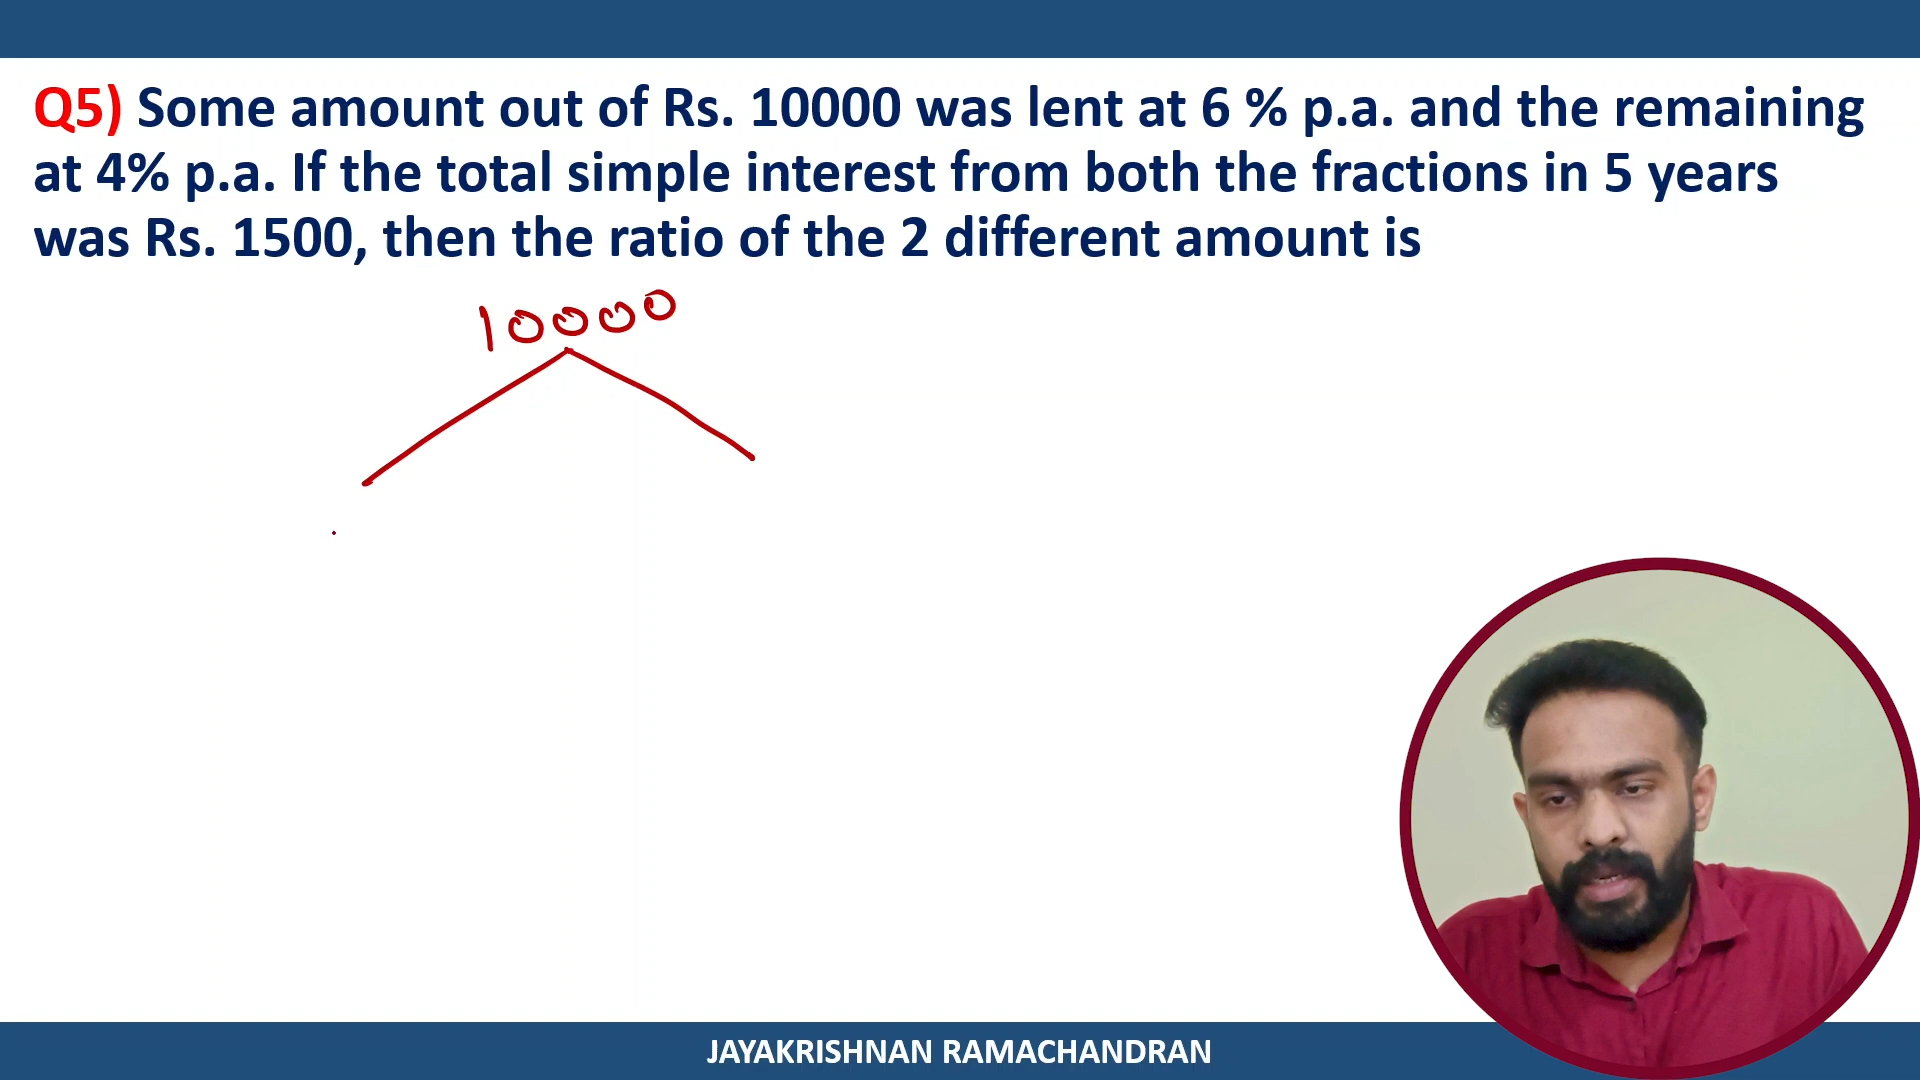 Q5) Some amount out of Rs. 10000 was lent at 6 % p.a. and the remaining
at 4% p.a. If the total simple interest from both the fractions in 5 years
was Rs. 1500, then the ratio of the 2 different amount is
10000
JAYAKRISHNAN RAMACHANDRAN